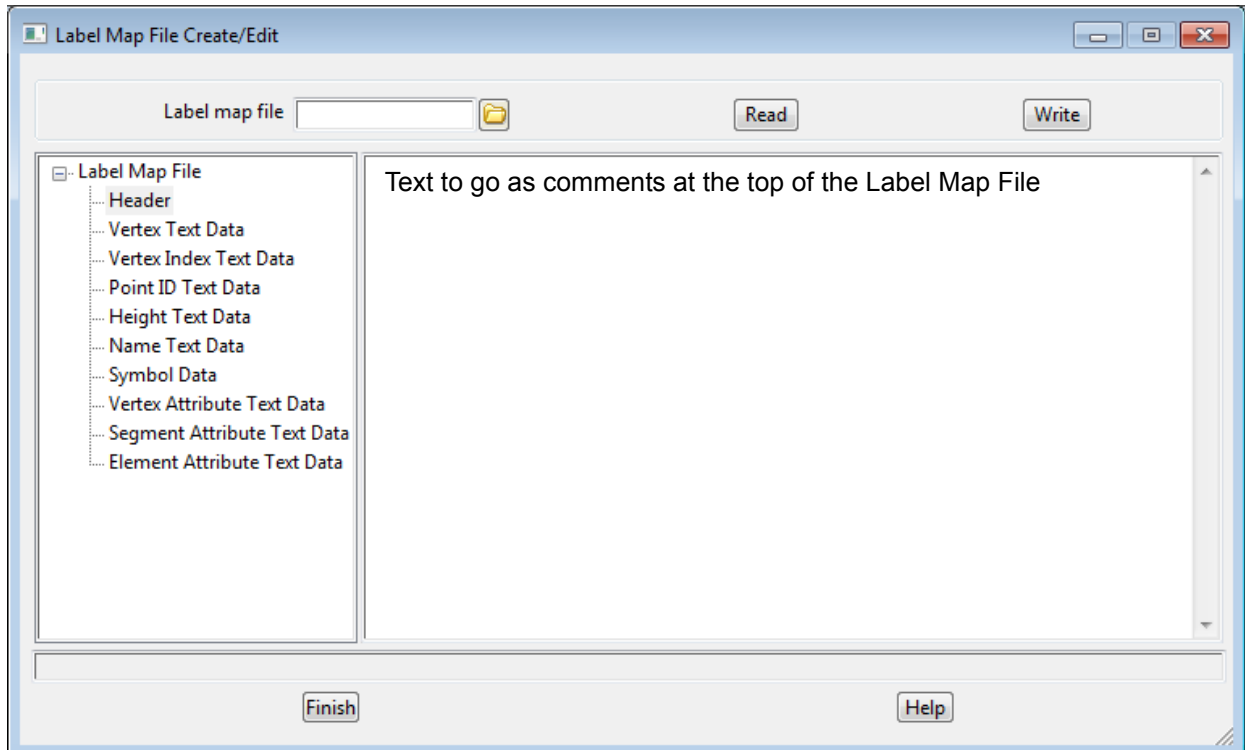 Label Map File Create/Edit
Label map file
Read
Write
Label Map File
Header
Vertex Text Data
Vertex Index Text Data
Point ID Text Data
Height Text Data
Name Text Data
Symbol Data
Vertex Attribute Text Data
Segment Attribute Text Data
Element Attribute Text Data
Text to go as comments at the top of the Label Map File
Finish
Help